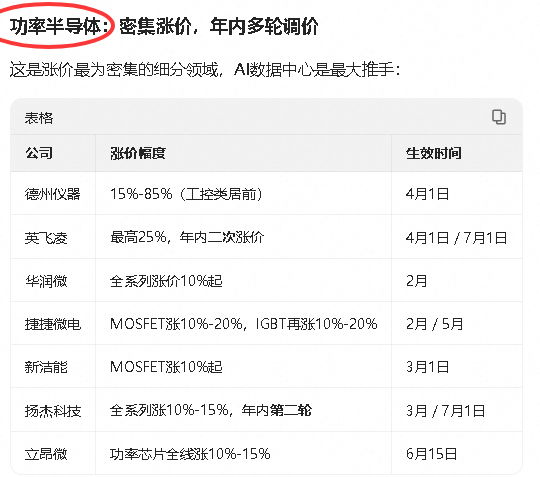 功率半导体：密集涨价，年内多轮调价
这是涨价最为密集的细分领域，AI数据中心是最大推手：
表格
公司 涨价幅度 生效时间
德州仪器 15%-85%（工控类居前） 4月1日
英飞凌 最高25%，年内二次涨价 4月1日 / 7月1日
华润微 全系列涨价10%起 2月
捷捷微电 MOSFET涨10%-20%，IGBT再涨10%-20% 2月 / 5月
新洁能 MOSFET涨10%起 3月1日
扬杰科技 全系列涨10%-15%，年内第二轮 3月 / 7月1日
立昂微 功率芯片全线涨10%-15% 6月15日